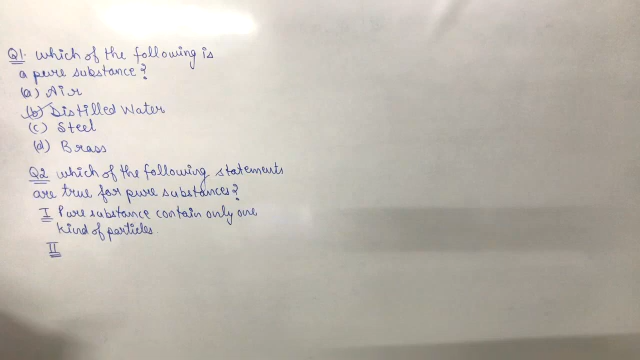 Q1. Which of the following is
a pure substance?
(a) Air
(b) Distilled Water
(c) Steel
(d) Brass
Q2 Which of the following statements
are true for pure substances?
I Pure substance contain only one
kind of particles.
II